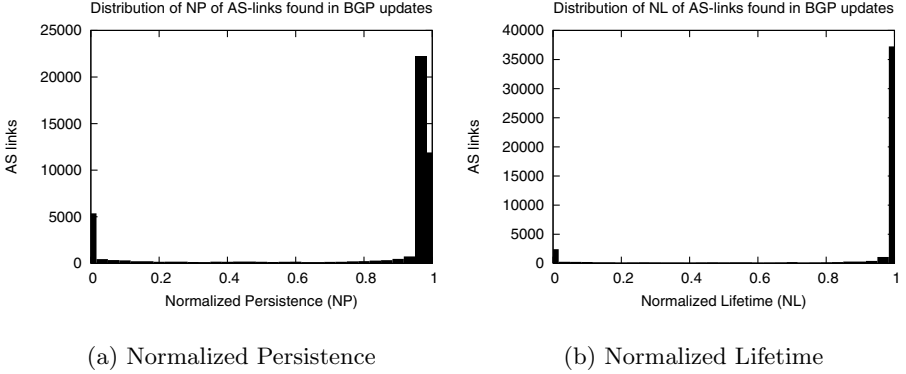 Distribution of NP of AS-links found in BGP updates
25000
20000
15000
10000
5000
0
AS links
0 0.2 0.4 0.6 0.8 1
Normalized Persistence (NP)
(a) Normalized Persistence
Distribution of NL of AS-links found in BGP updates
40000
35000
30000
25000
20000
15000
10000
5000
0
AS links
0 0.2 0.4 0.6 0.8 1
Normalized Lifetime (NL)
(b) Normalized Lifetime